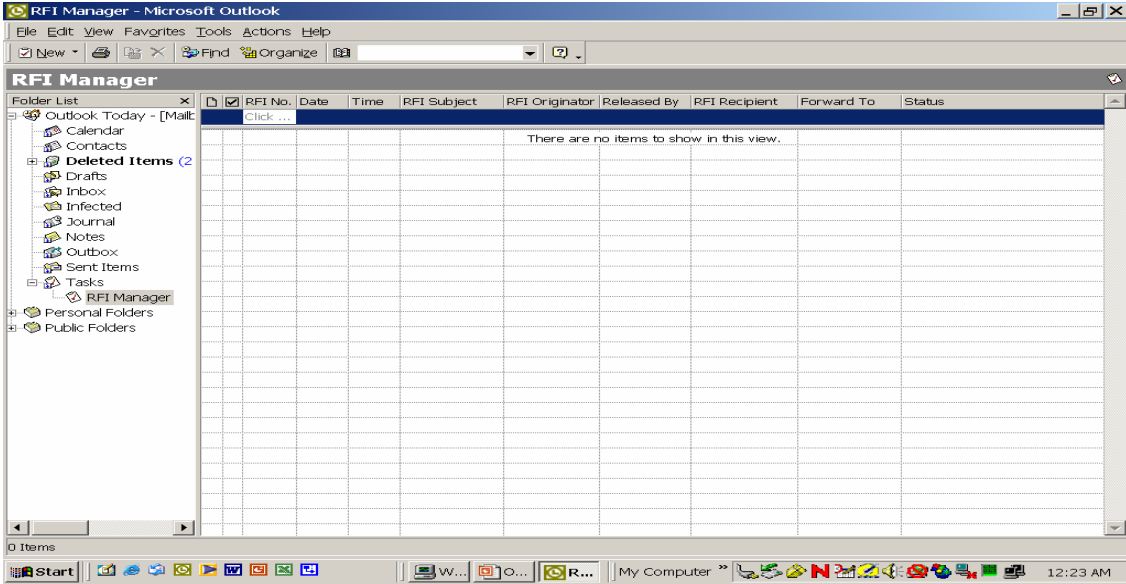 RFI Manager - Microsoft Outlook
File Edit View Favorites Tools Actions Help
New Find Organize
RFI Manager
Folder List
RFI No. Date Time RFI Subject RFI Originator Released By RFI Recipient Forward To Status
Click ...
There are no items to show in this view.
Outlook Today - [Mailb
Calendar
Contacts
Deleted Items (2
Drafts
Inbox
Infected
Journal
Notes
Outbox
Sent Items
Tasks
RFI Manager
Personal Folders
Public Folders
0 Items
Start W... O... R... My Computer » 12:23 AM